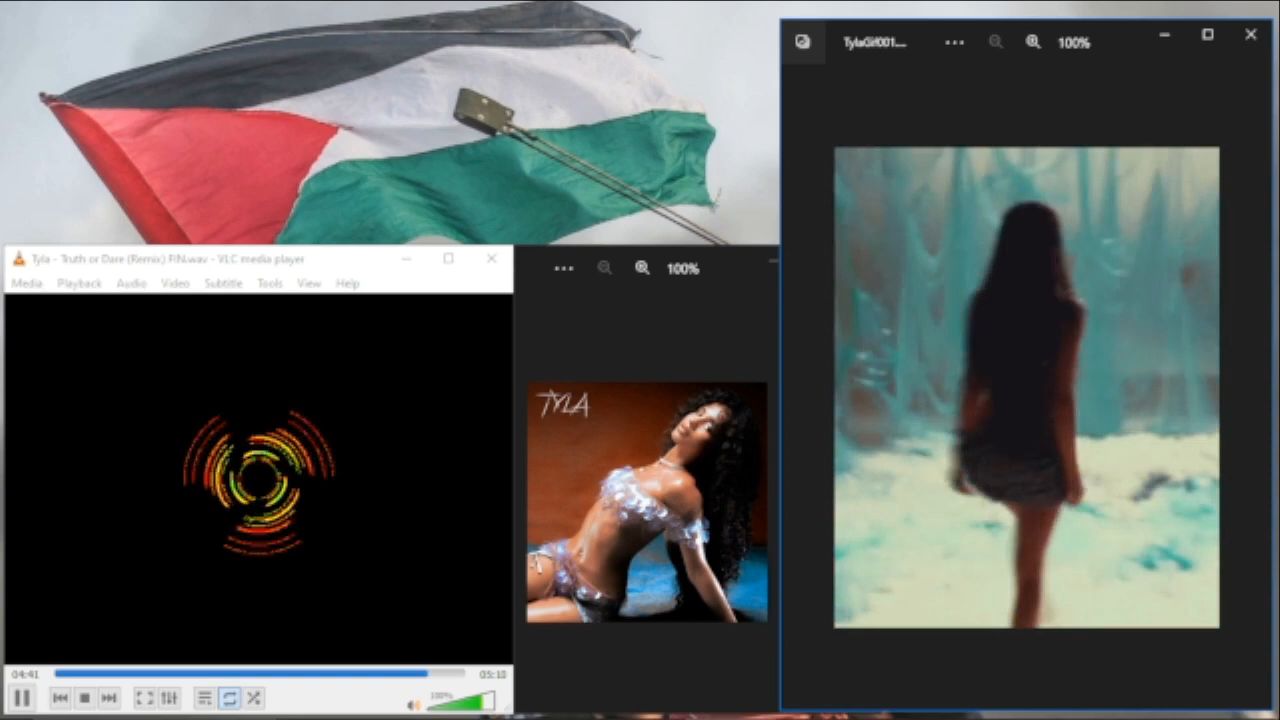 TylaGif001....
100%
Tyla - Truth or Dare (Remix) FIN.wav - VLC media player
Media Playback Audio Video Subtitle Tools View Help
100%
TYLA
04:41
05:10
100%